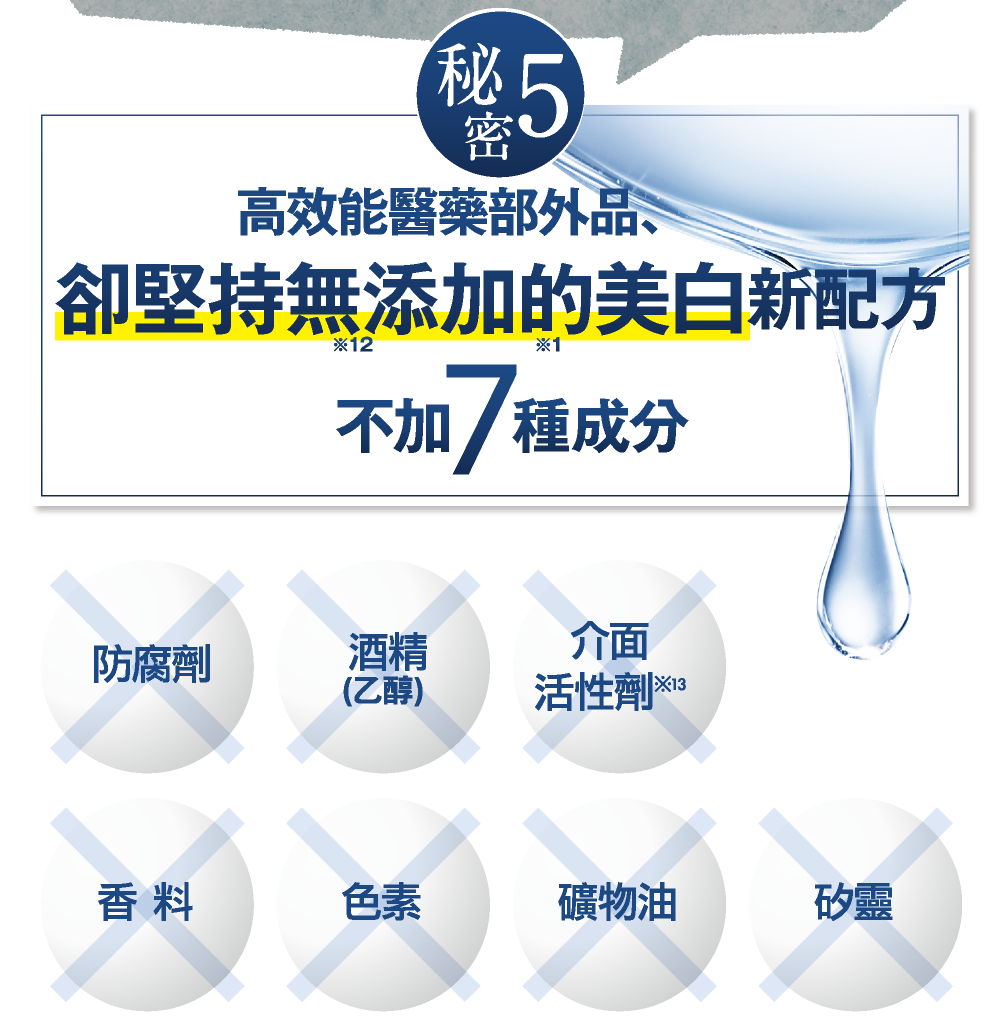 秘密5
高效能醫藥部外品、
卻堅持無添加的美白新配方
※12 ※1
不加7種成分
防腐劑
酒精
(乙醇)
介面
活性劑※13
香料
色素
礦物油
矽靈